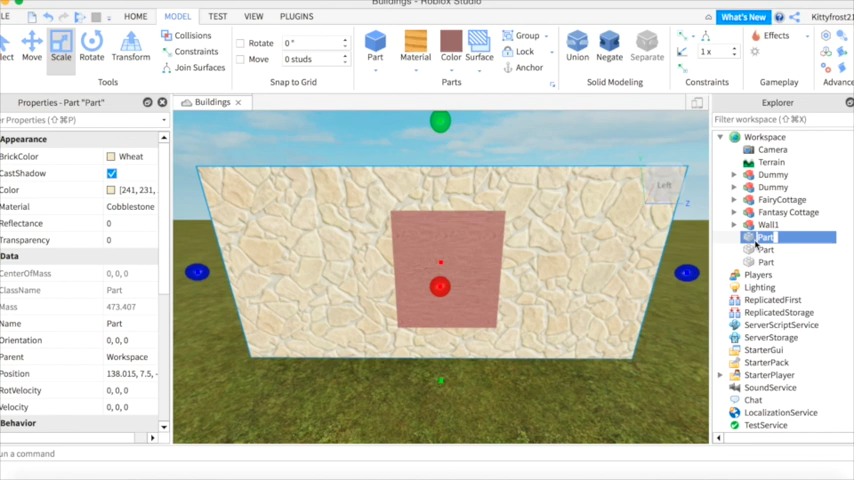 Buildings - Roblox Studio
LE HOME MODEL TEST VIEW PLUGINS What's New Kittyfrost21
Collisions Rotate 0 ° Group Effects
Constraints Move 0 studs Lock 1 x
Join Surfaces Anchor
lect Move Scale Rotate Transform Part Material Color Surface Union Negate
Tools Snap to Grid Parts Solid Modeling Constraints Gameplay Advanc
Properties - Part "Part" Buildings Explorer
er Properties (⇧⌘P) Filter workspace (⇧⌘X)
Appearance
BrickColor Wheat
CastShadow
Color [241, 231,
Material Cobblestone
Reflectance 0
Transparency 0
Data
CenterOfMass 0, 0, 0
ClassName Part
Mass 473.407
Name Part
Orientation 0, 0, 0
Parent Workspace
Position 138.015, 7.5, -
RotVelocity 0, 0, 0
Velocity 0, 0, 0
Behavior
Left
Z
Workspace
Camera
Terrain
Dummy
Dummy
FairyCottage
Fantasy Cottage
Wall1
Part
Part
Part
Players
Lighting
ReplicatedFirst
ReplicatedStorage
ServerScriptService
ServerStorage
StarterGui
StarterPack
StarterPlayer
SoundService
Chat
LocalizationService
TestService
un a command